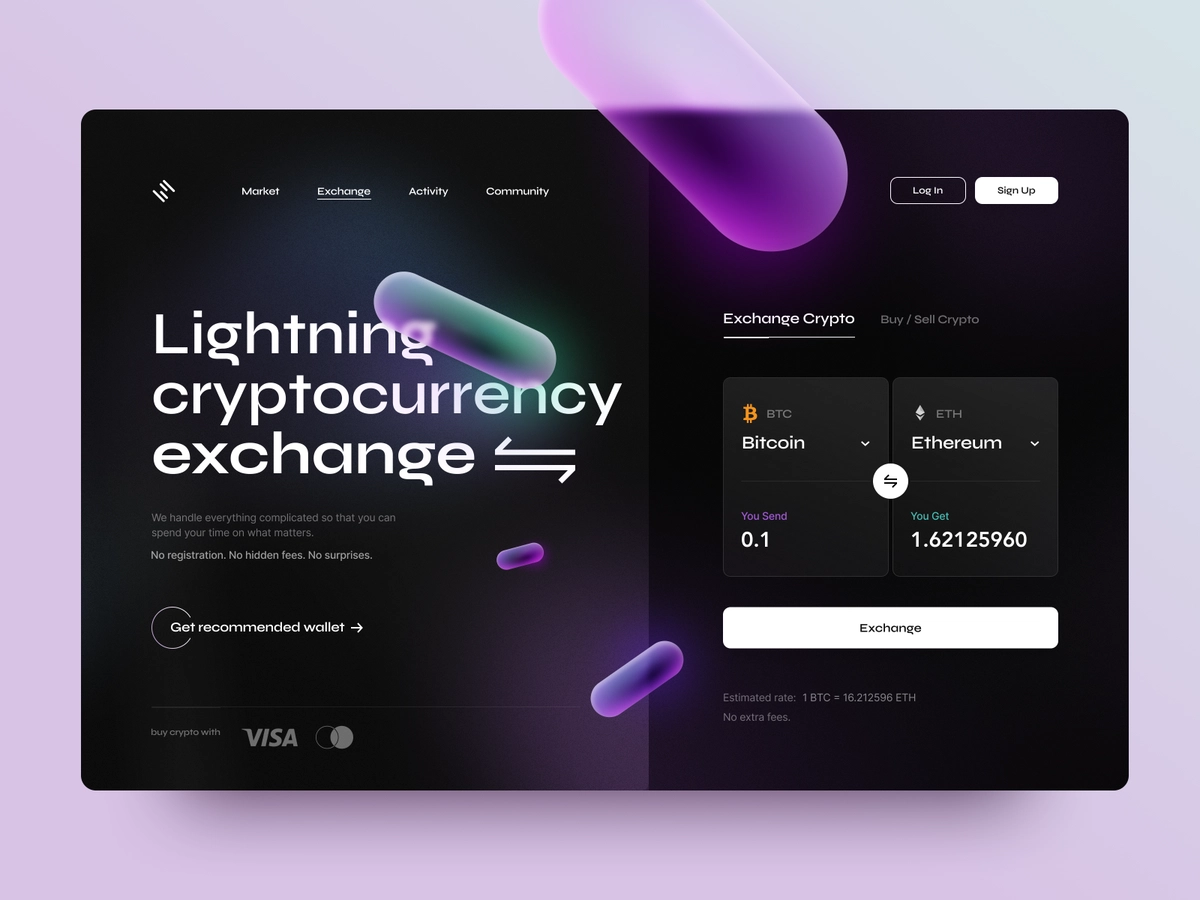 Market Exchange Activity Community
Log In Sign Up
Lightning
cryptocurrency
exchange
We handle everything complicated so that you can
spend your time on what matters.
No registration. No hidden fees. No surprises.
Get recommended wallet
buy crypto with VISA
Exchange Crypto Buy / Sell Crypto
BTC
Bitcoin
You Send
0.1
ETH
Ethereum
You Get
1.62125960
Exchange
Estimated rate: 1 BTC = 16.212596 ETH
No extra fees.